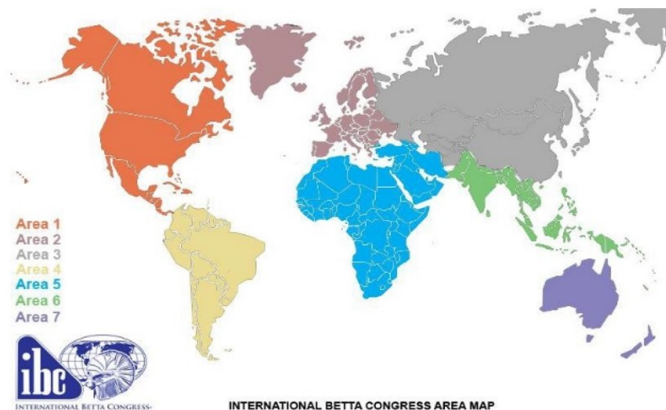 Area 1
Area 2
Area 3
Area 4
Area 5
Area 6
Area 7
ibc
INTERNATIONAL BETTA CONGRESS
INTERNATIONAL BETTA CONGRESS AREA MAP